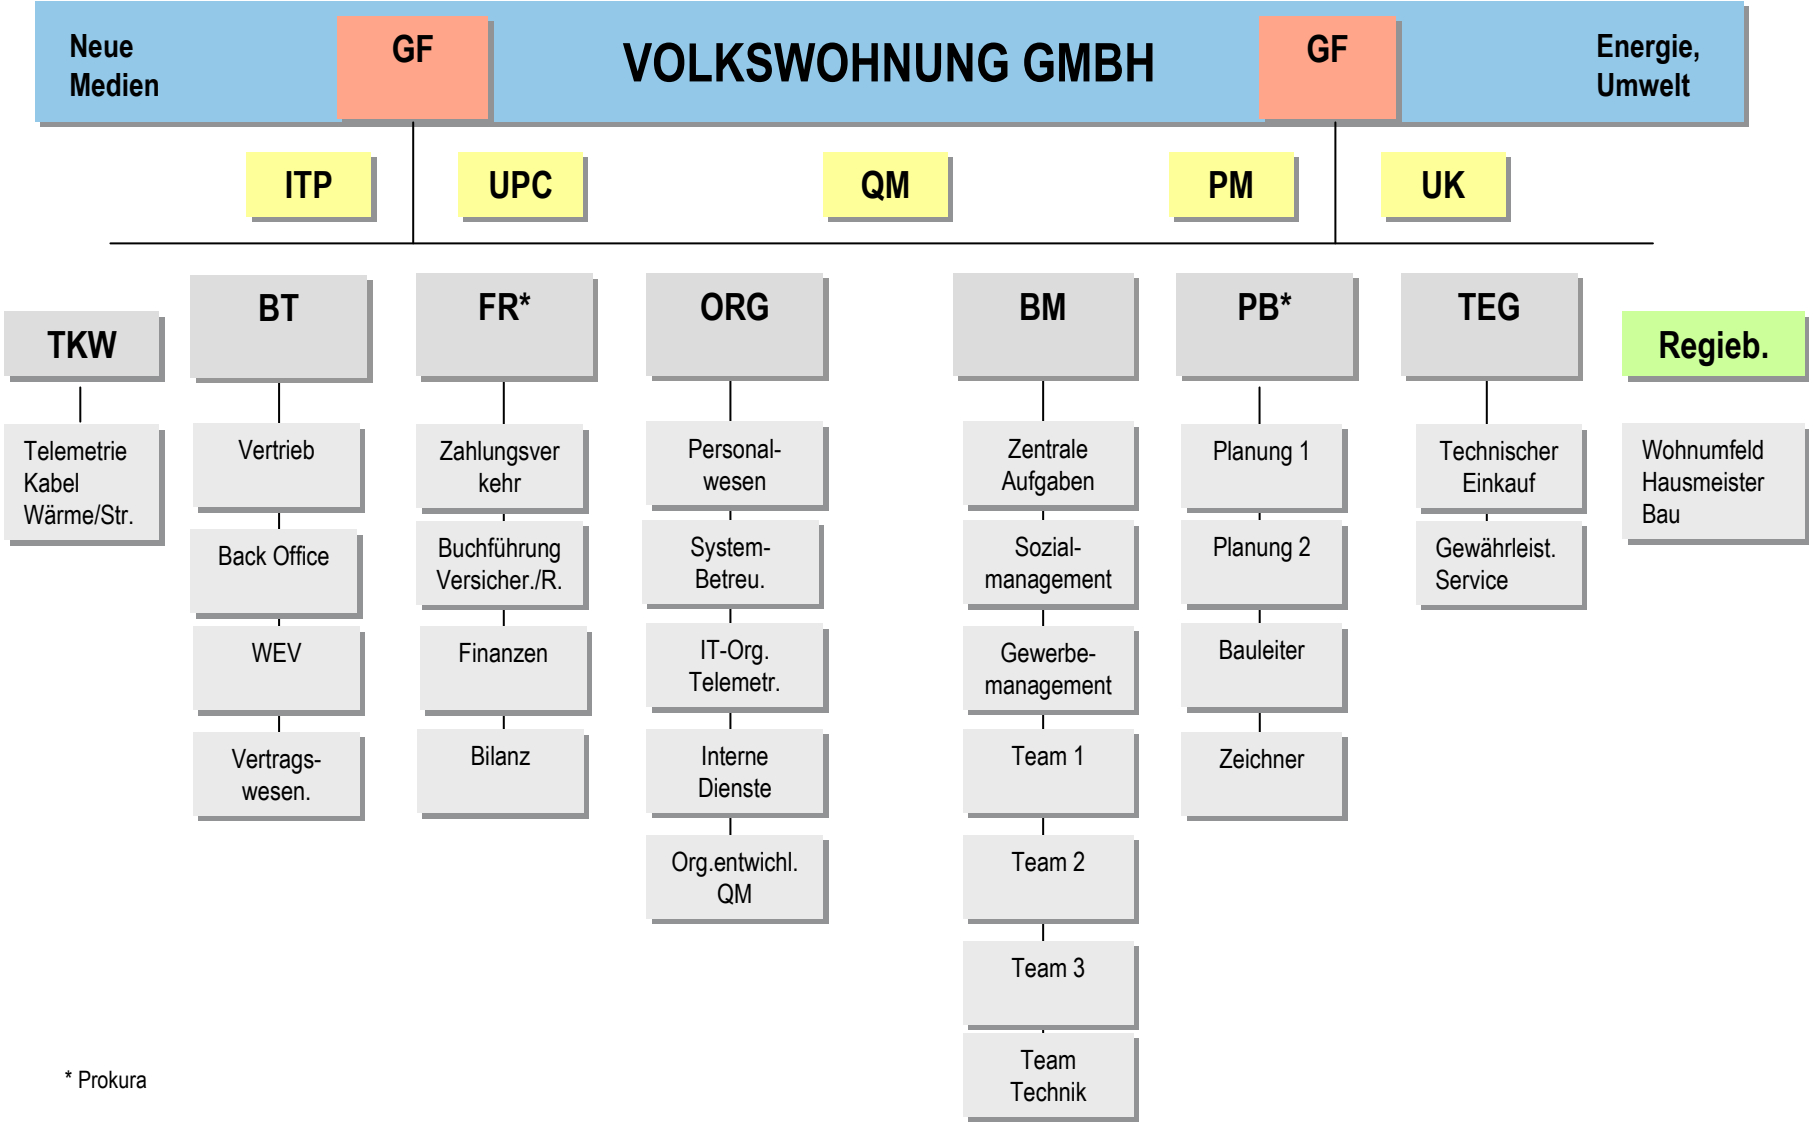 Neue
Medien
GF
VOLKSWOHNUNG GMBH
GF
Energie,
Umwelt
ITP
UPC
QM
PM
UK
TKW
BT
FR*
ORG
BM
PB*
TEG
Regieb.
Telemetrie
Kabel
Wärme/Str.
Vertrieb
Back Office
WEV
Vertrags-
wesen.
Zahlungsver
kehr
Buchführung
Versicher./R.
Finanzen
Bilanz
Personal-
wesen
System-
Betreu.
IT-Org.
Telemetr.
Interne
Dienste
Org.entwichl.
QM
Zentrale
Aufgaben
Sozial-
management
Gewerbe-
management
Team 1
Team 2
Team 3
Team
Technik
Planung 1
Planung 2
Bauleiter
Zeichner
Technischer
Einkauf
Gewährleist.
Service
Wohnumfeld
Hausmeister
Bau
* Prokura